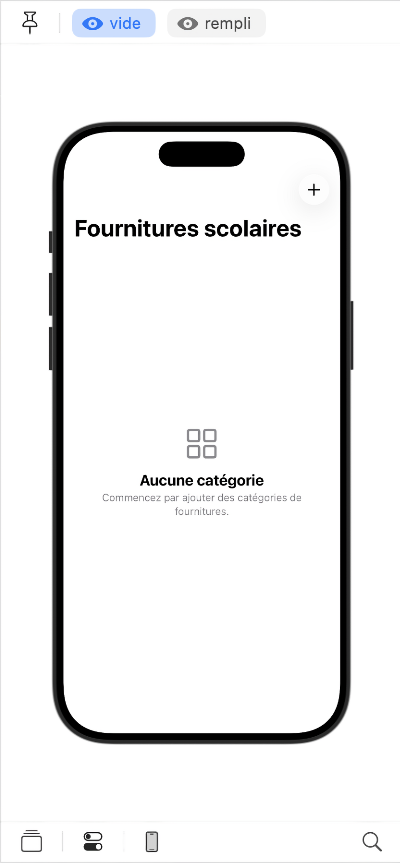 vide
rempli
Fournitures scolaires
Aucune catégorie
Commencez par ajouter des catégories de
fournitures.